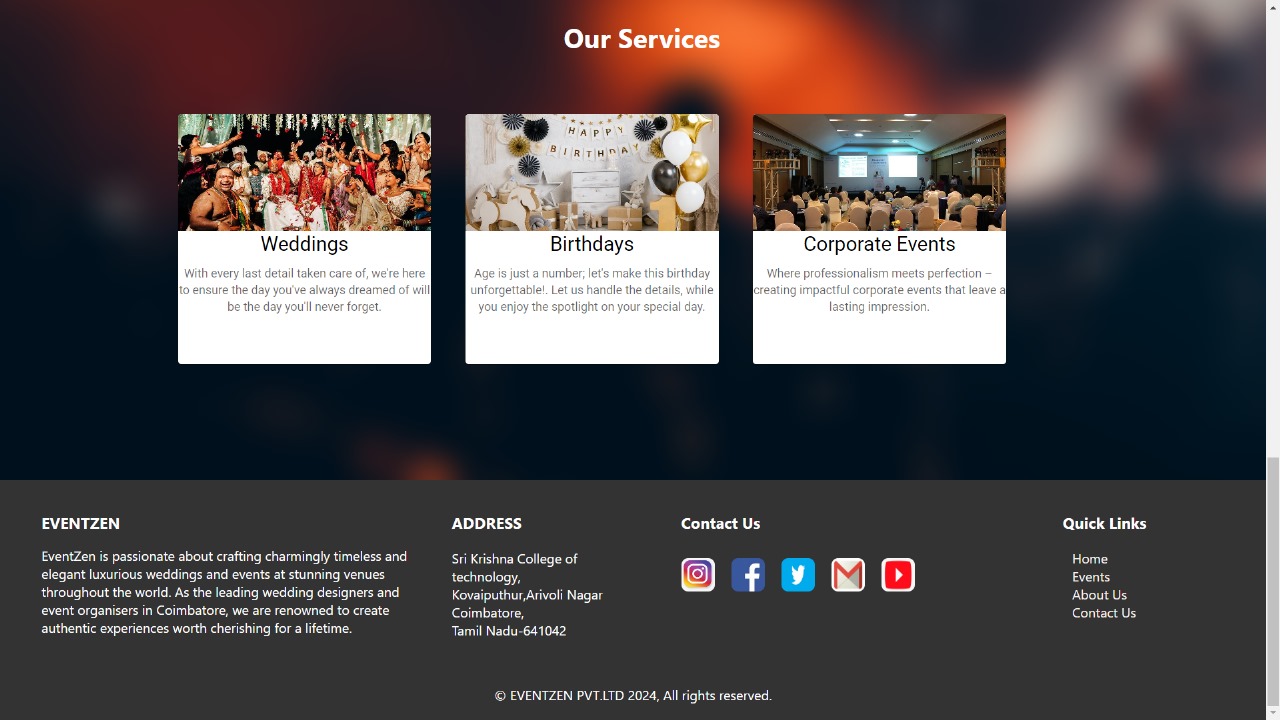 Our Services
HAPPY
BIRTHDAY
Weddings
With every last detail taken care of, we're here
to ensure the day you've always dreamed of will
be the day you'll never forget.
Birthdays
Age is just a number; let's make this birthday
unforgettable!. Let us handle the details, while
you enjoy the spotlight on your special day.
Corporate Events
Where professionalism meets perfection –
creating impactful corporate events that leave a
lasting impression.
EVENTZEN
EventZen is passionate about crafting charmingly timeless and
elegant luxurious weddings and events at stunning venues
throughout the world. As the leading wedding designers and
event organisers in Coimbatore, we are renowned to create
authentic experiences worth cherishing for a lifetime.
ADDRESS
Sri Krishna College of
technology,
Kovaiputhur,Arivoli Nagar
Coimbatore,
Tamil Nadu-641042
Contact Us
Quick Links
Home
Events
About Us
Contact Us
© EVENTZEN PVT.LTD 2024, All rights reserved.